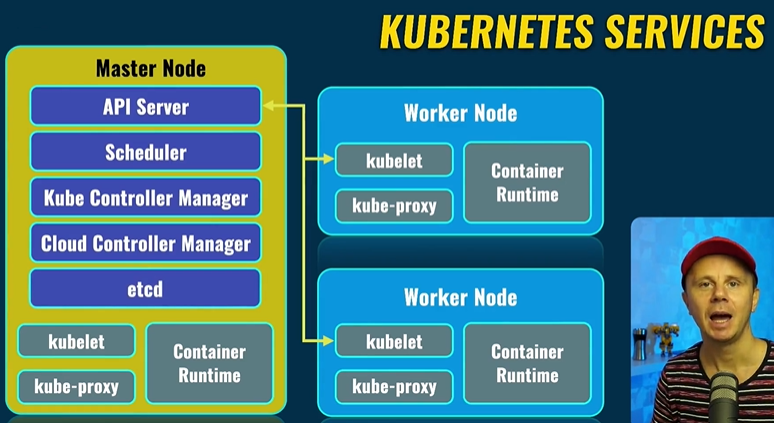 KUBERNETES SERVICES
Master Node
API Server
Scheduler
Kube Controller Manager
Cloud Controller Manager
etcd
kubelet
kube-proxy
Container
Runtime
Worker Node
kubelet
kube-proxy
Container
Runtime
Worker Node
kubelet
kube-proxy
Container
Runtime